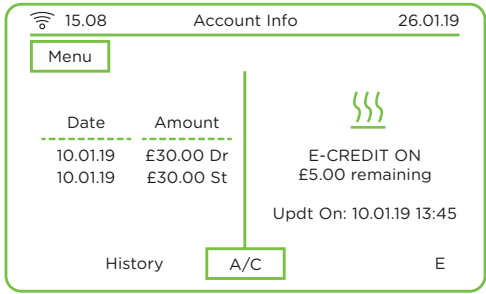 15.08 Account Info 26.01.19
Menu
Date Amount
10.01.19 £30.00 Dr
10.01.19 £30.00 St
E-CREDIT ON
£5.00 remaining
Updt On: 10.01.19 13:45
History A/C E